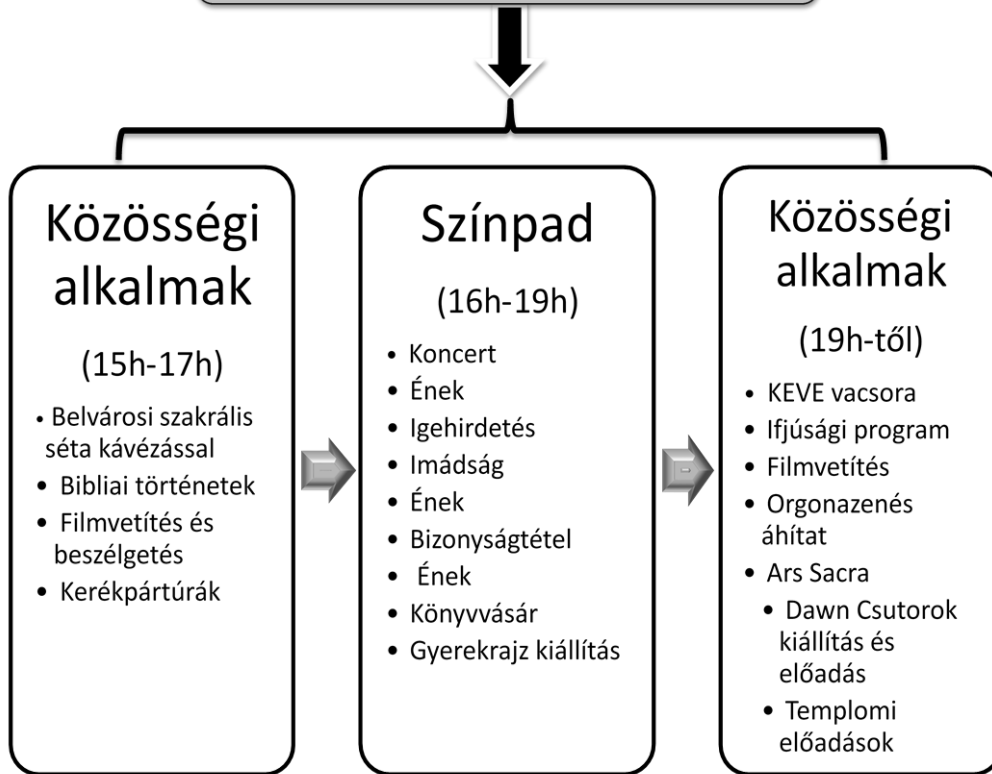 Közösségi
alkalmak
(15h-17h)
• Belvárosi szakrális
séta kávézással
• Bibliai történetek
• Filmvetítés és
beszélgetés
• Kerékpártúrák
Színpad
(16h-19h)
• Koncert
• Ének
• Igehirdetés
• Imádság
• Ének
• Bizonyságtétel
• Ének
• Könyvvásár
• Gyerekrajz kiállítás
Közösségi
alkalmak
(19h-től)
• KEVE vacsora
• Ifjúsági program
• Filmvetítés
• Orgonazenés
áhítat
• Ars Sacra
• Dawn Csutorok
kiállítás és
előadás
• Templomi
előadások